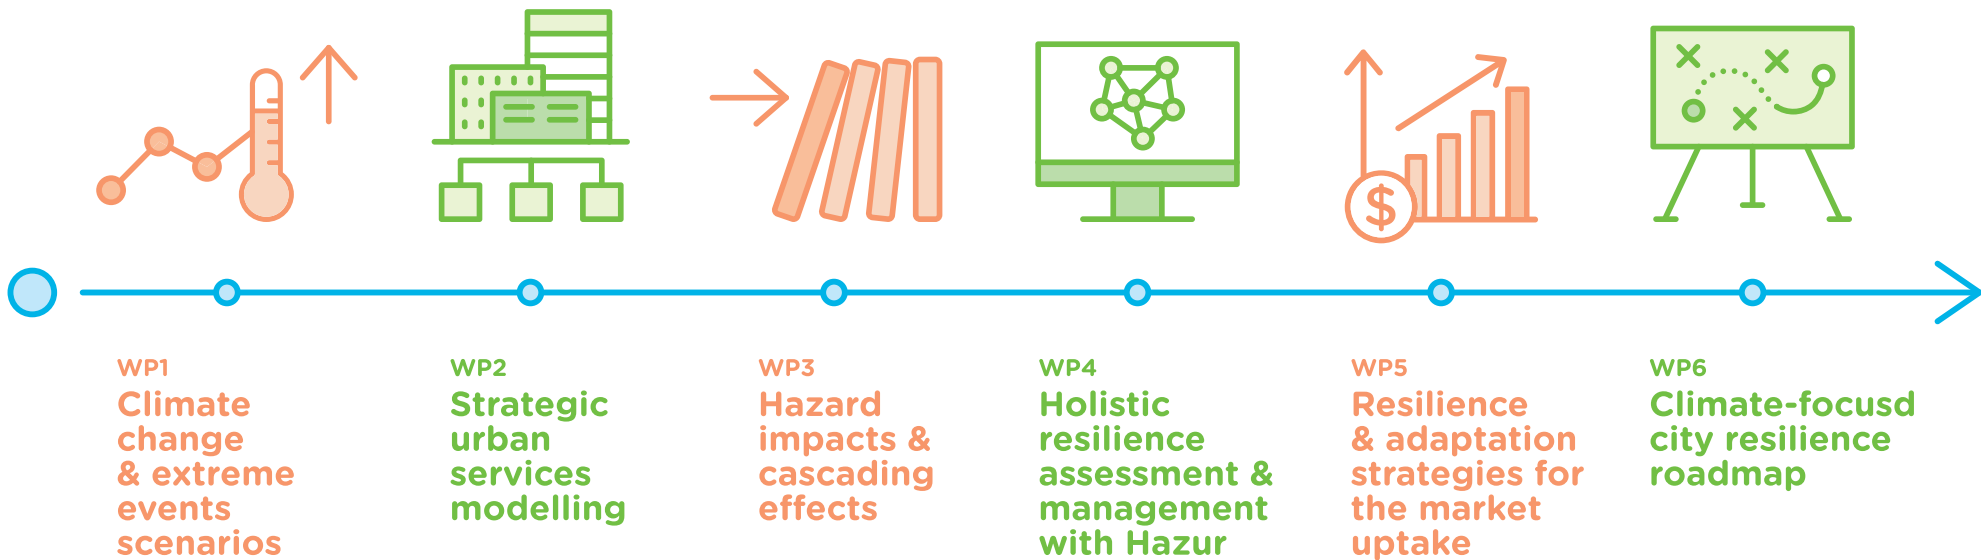 $
WP1
Climate
change
& extreme
events
scenarios
WP2
Strategic
urban
services
modelling
WP3
Hazard
impacts &
cascading
effects
WP4
Holistic
resilience
assessment &
management
with Hazur
WP5
Resilience
& adaptation
strategies for
the market
uptake
WP6
Climate-focusd
city resilience
roadmap